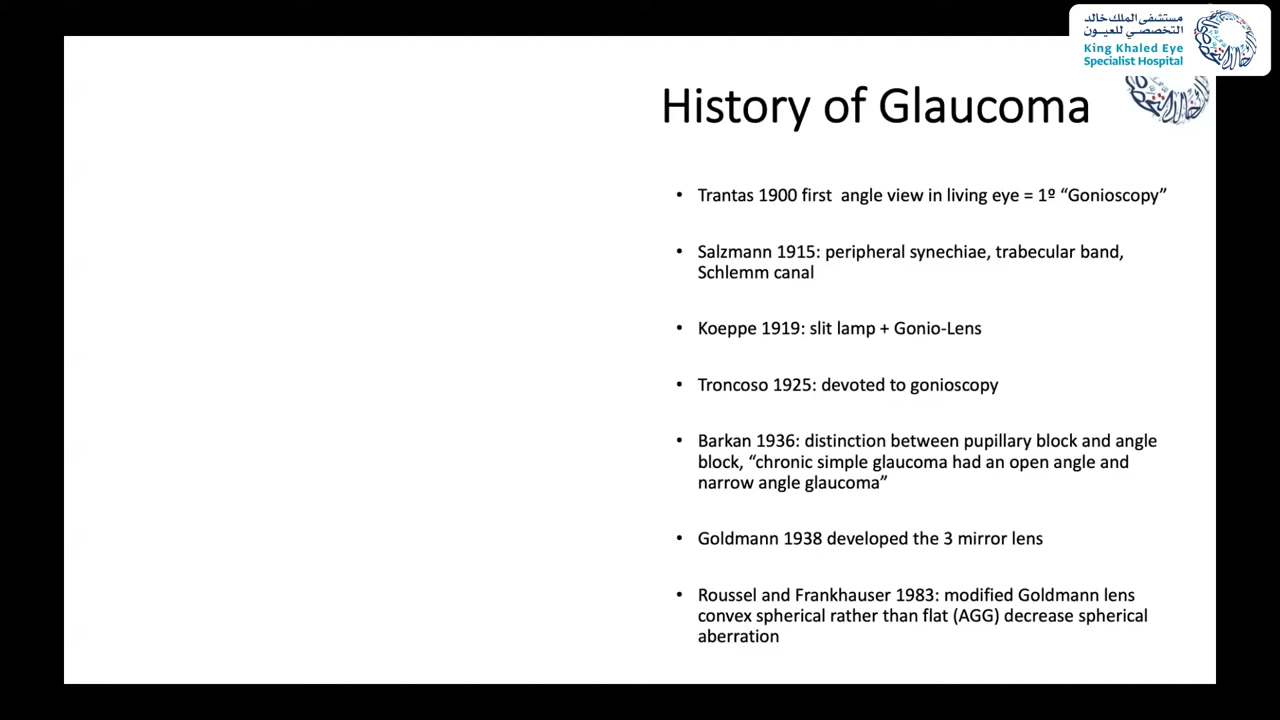 مستشفى الملك خالد
التخصصي للعيـون
King Khaled Eye
Specialist Hospital
History of Glaucoma
• Trantas 1900 first  angle view in living eye = 1º “Gonioscopy”
• Salzmann 1915: peripheral synechiae, trabecular band,
Schlemm canal
• Koeppe 1919: slit lamp + Gonio-Lens
• Troncoso 1925: devoted to gonioscopy
• Barkan 1936: distinction between pupillary block and angle
block, “chronic simple glaucoma had an open angle and
narrow angle glaucoma”
• Goldmann 1938 developed the 3 mirror lens
• Roussel and Frankhauser 1983: modified Goldmann lens
convex spherical rather than flat (AGG) decrease spherical
aberration